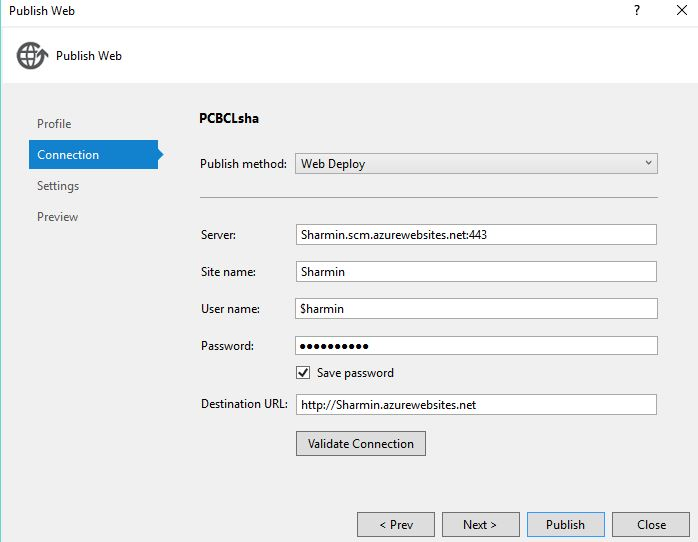 Publish Web
?
Publish Web
Profile
Connection
Settings
Preview
PCBCLsha
Publish method: Web Deploy
Server: Sharmin.scm.azurewebsites.net:443
Site name: Sharmin
User name: $harmin
Password: ●●●●●●●●●●
Save password
Destination URL: http://Sharmin.azurewebsites.net
Validate Connection
< Prev Next > Publish Close